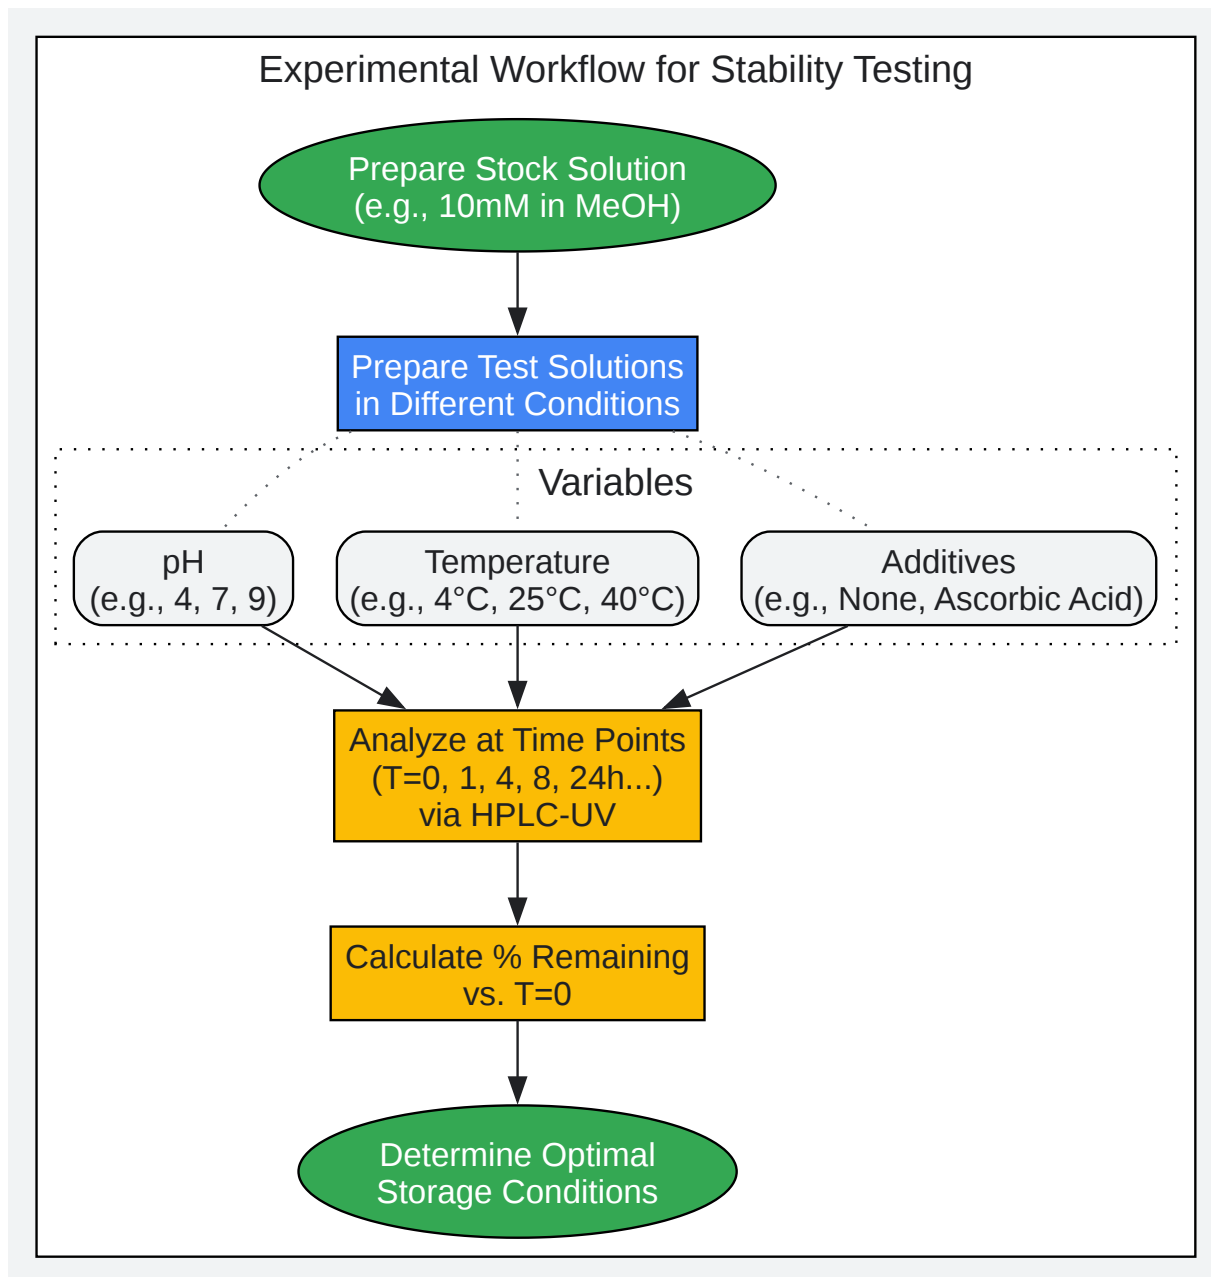 Experimental Workflow for Stability Testing
Prepare Stock Solution
(e.g., 10mM in MeOH)
Prepare Test Solutions
in Different Conditions
Variables
pH
(e.g., 4, 7, 9)
Temperature
(e.g., 4°C, 25°C, 40°C)
Additives
(e.g., None, Ascorbic Acid)
Analyze at Time Points
(T=0, 1, 4, 8, 24h...)
via HPLC-UV
Calculate % Remaining
vs. T=0
Determine Optimal
Storage Conditions